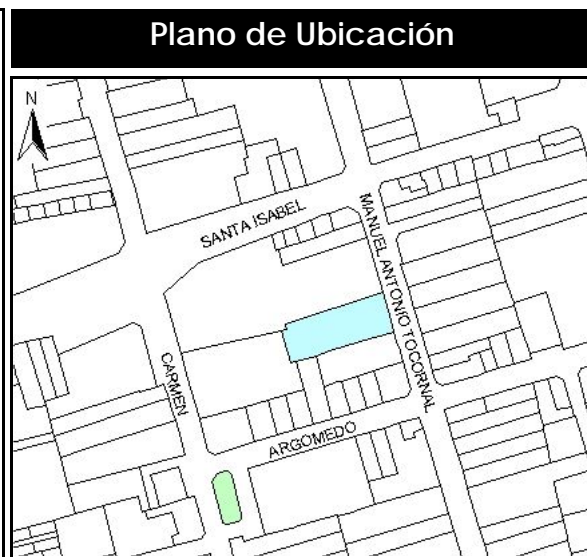 Plano de Ubicación
N
SANTA ISABEL
MANUEL ANTONIO TOCORNAL
CARMEN
ARGOMEDO